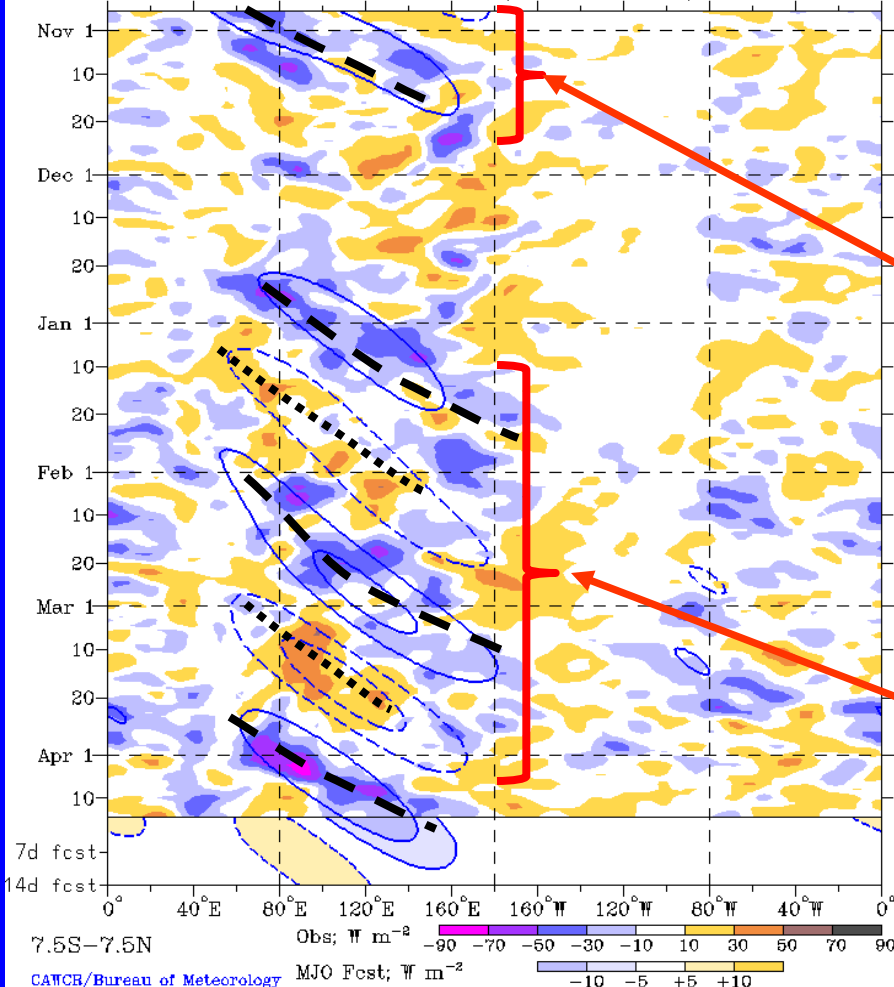 Nov 1
10
20
Dec 1
10
20
Jan 1
10
20
Feb 1
10
20
Mar 1
10
20
Apr 1
10
7d fcst
14d fcst
0° 40°E 80°E 120°E 160°E 160°W 120°W 80°W 40°W 0°
7.5S-7.5N
Obs; W m⁻²
-90 -70 -50 -30 -10 10 30 50 70 90
CAWCR/Bureau of Meteorology
MJO Fcst; W m⁻²
-10 -5 +5 +10